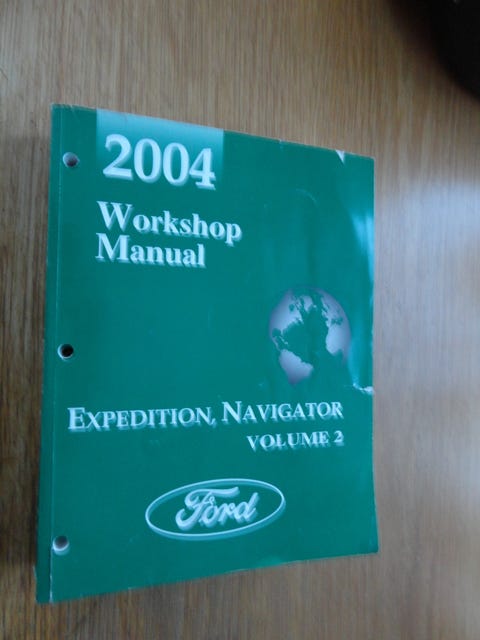 2004
Workshop
Manual
EXPEDITION, NAVIGATOR
VOLUME 2
Ford